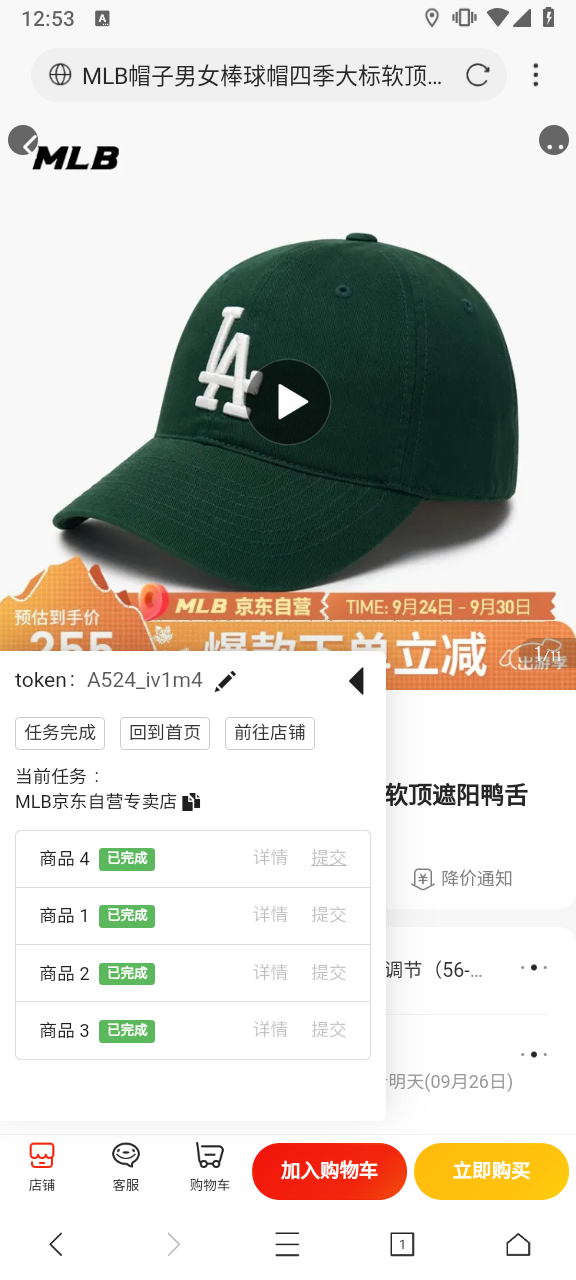 12:53
A
MLB帽子男女棒球帽四季大标软顶...
MLB
LA
预估到手价
255
MLB 京东自营
TIME: 9月24日 - 9月30日
爆款下单立减
出游季
1/11
token： A524_iv1m4
任务完成
回到首页
前往店铺
当前任务：
MLB京东自营专卖店
软顶遮阳鸭舌
商品 4 已完成 详情 提交
降价通知
商品 1 已完成 详情 提交
商品 2 已完成 详情 提交
调节（56-...
商品 3 已完成 详情 提交
明天(09月26日)
店铺
客服
购物车
加入购物车
立即购买
1